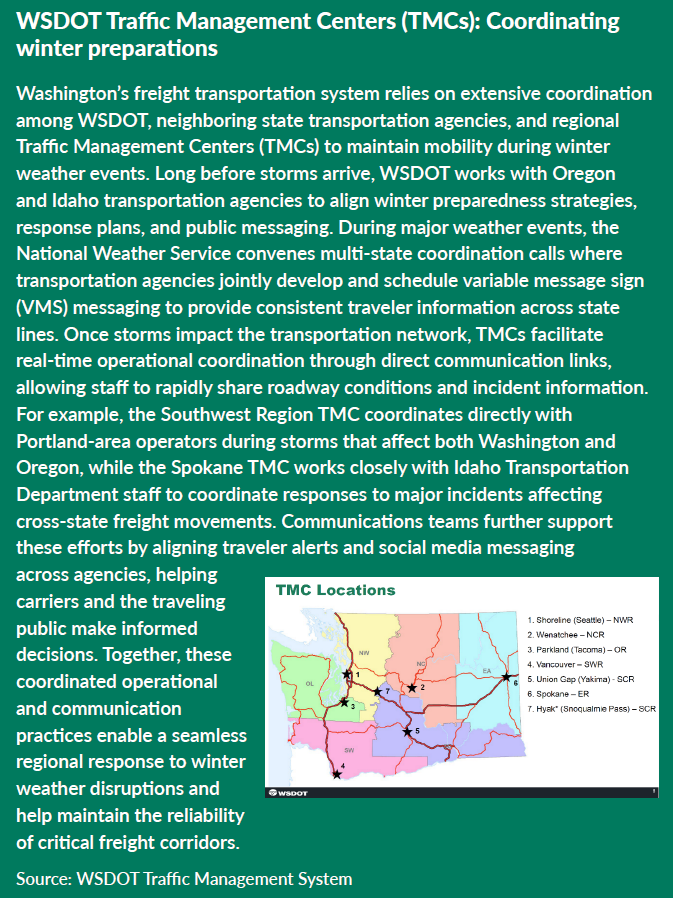 WSDOT Traffic Management Centers (TMCs): Coordinating
winter preparations
Washington's freight transportation system relies on extensive coordination
among WSDOT, neighboring state transportation agencies, and regional
Traffic Management Centers (TMCs) to maintain mobility during winter
weather events. Long before storms arrive, WSDOT works with Oregon
and Idaho transportation agencies to align winter preparedness strategies,
response plans, and public messaging. During major weather events, the
National Weather Service convenes multi-state coordination calls where
transportation agencies jointly develop and schedule variable message sign
(VMS) messaging to provide consistent traveler information across state
lines. Once storms impact the transportation network, TMCs facilitate
real-time operational coordination through direct communication links,
allowing staff to rapidly share roadway conditions and incident information.
For example, the Southwest Region TMC coordinates directly with
Portland-area operators during storms that affect both Washington and
Oregon, while the Spokane TMC works closely with Idaho Transportation
Department staff to coordinate responses to major incidents affecting
cross-state freight movements. Communications teams further support
these efforts by aligning traveler alerts and social media messaging
across agencies, helping
carriers and the traveling
public make informed
decisions. Together, these
coordinated operational
and communication
practices enable a seamless
regional response to winter
weather disruptions and
help maintain the reliability
of critical freight corridors.
TMC Locations
1. Shoreline (Seattle) – NWR
2. Wenatchee – NCR
3. Parkland (Tacoma) – OR
4. Vancouver – SWR
5. Union Gap (Yakima) - SCR
6. Spokane – ER
7. Hyak* (Snoqualmie Pass) – SCR
NW
NC
EA
OL
SW
1
2
3
4
5
6
7
WSDOT
1
Source: WSDOT Traffic Management System